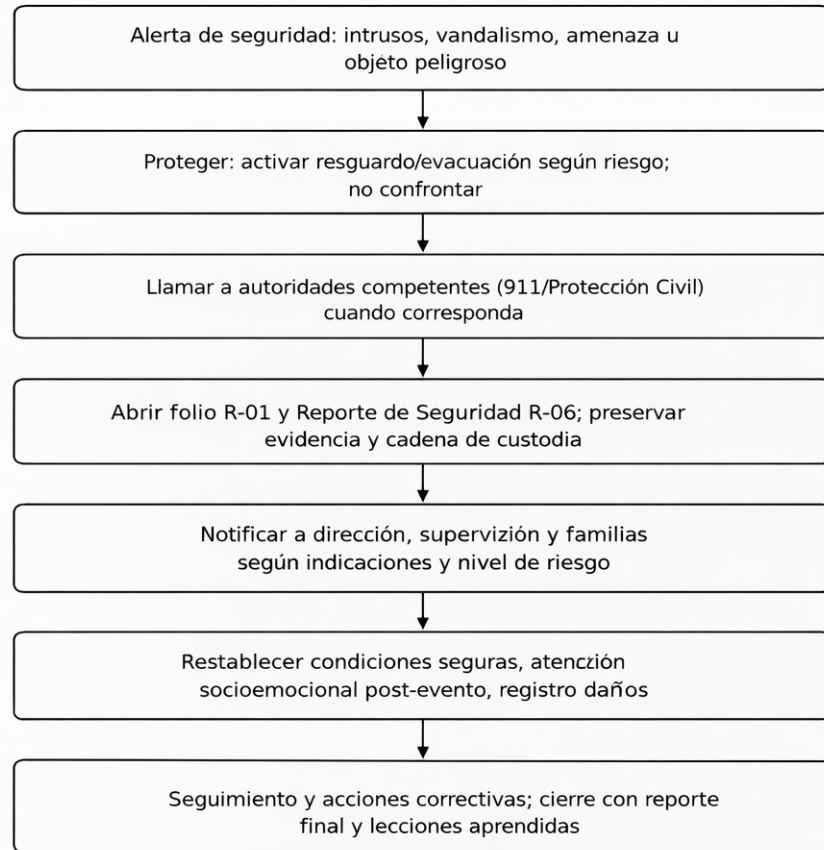 Alerta de seguridad: intrusos, vandalismo, amenaza u
objeto peligroso
Proteger: activar resguardo/evacuación según riesgo;
no confrontar
Llamar a autoridades competentes (911/Protección Civil)
cuando corresponda
Abrir folio R-01 y Reporte de Seguridad R-06; preservar
evidencia y cadena de custodia
Notificar a dirección, supervizión y familias
según indicaciones y nivel de riesgo
Restablecer condiciones seguras, atención
socioemocional post-evento, registro daños
Seguimiento y acciones correctivas; cierre con reporte
final y lecciones aprendidas